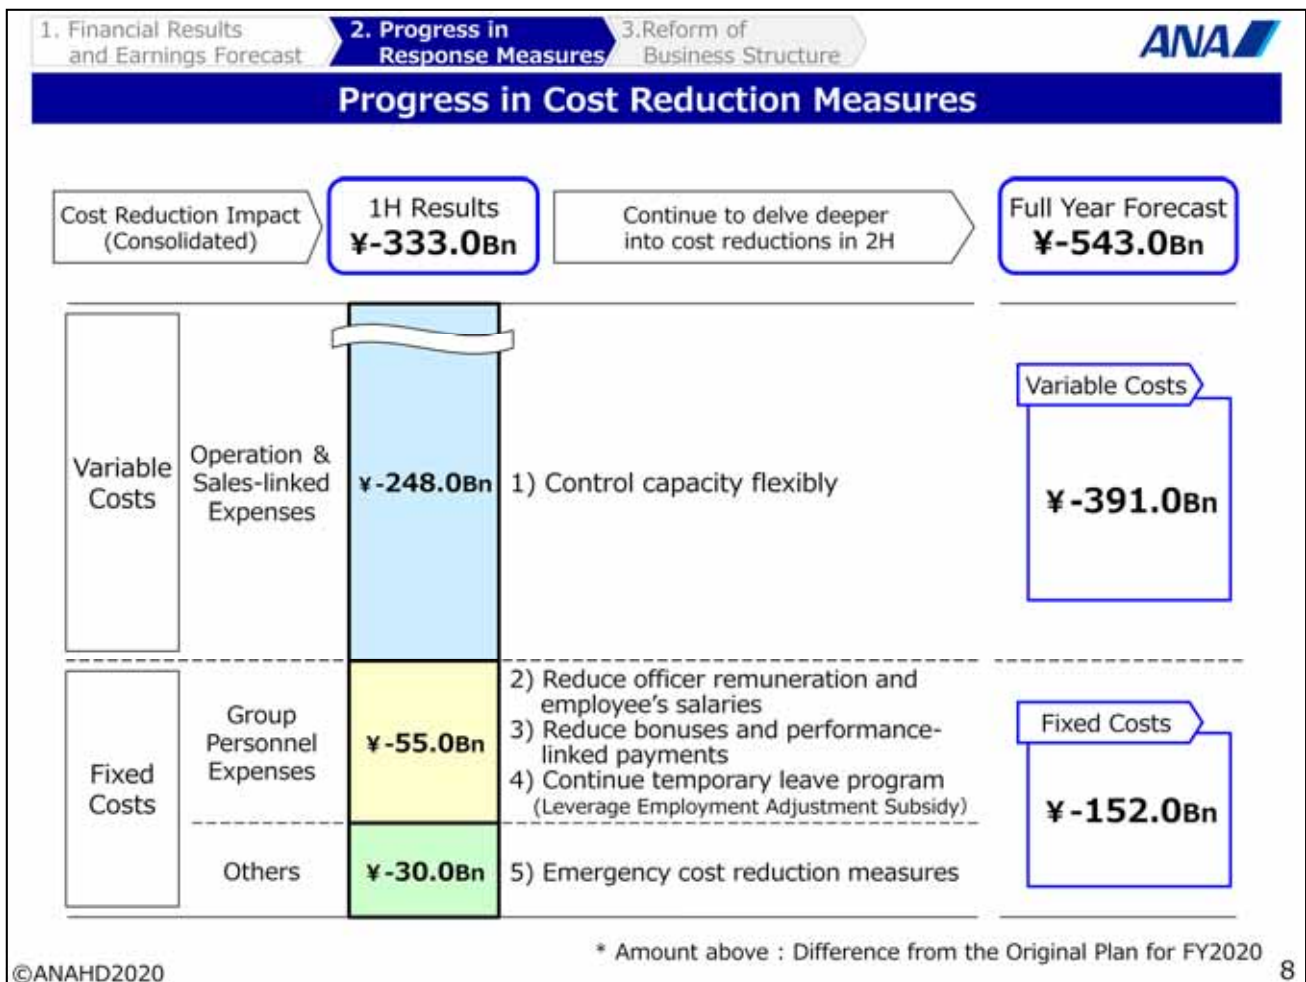 1. Financial Results
and Earnings Forecast
2. Progress in
Response Measures
3.Reform of
Business Structure
ANA
Progress in Cost Reduction Measures
Cost Reduction Impact
(Consolidated)
1H Results
¥-333.0Bn
Continue to delve deeper
into cost reductions in 2H
Full Year Forecast
¥-543.0Bn
Variable
Costs
Operation &
Sales-linked
Expenses
¥-248.0Bn
1) Control capacity flexibly
Variable Costs
¥-391.0Bn
Fixed
Costs
Group
Personnel
Expenses
¥-55.0Bn
2) Reduce officer remuneration and
employee's salaries
3) Reduce bonuses and performance-
linked payments
4) Continue temporary leave program
(Leverage Employment Adjustment Subsidy)
Others
¥-30.0Bn
5) Emergency cost reduction measures
Fixed Costs
¥-152.0Bn
* Amount above : Difference from the Original Plan for FY2020
©ANAHD2020
8